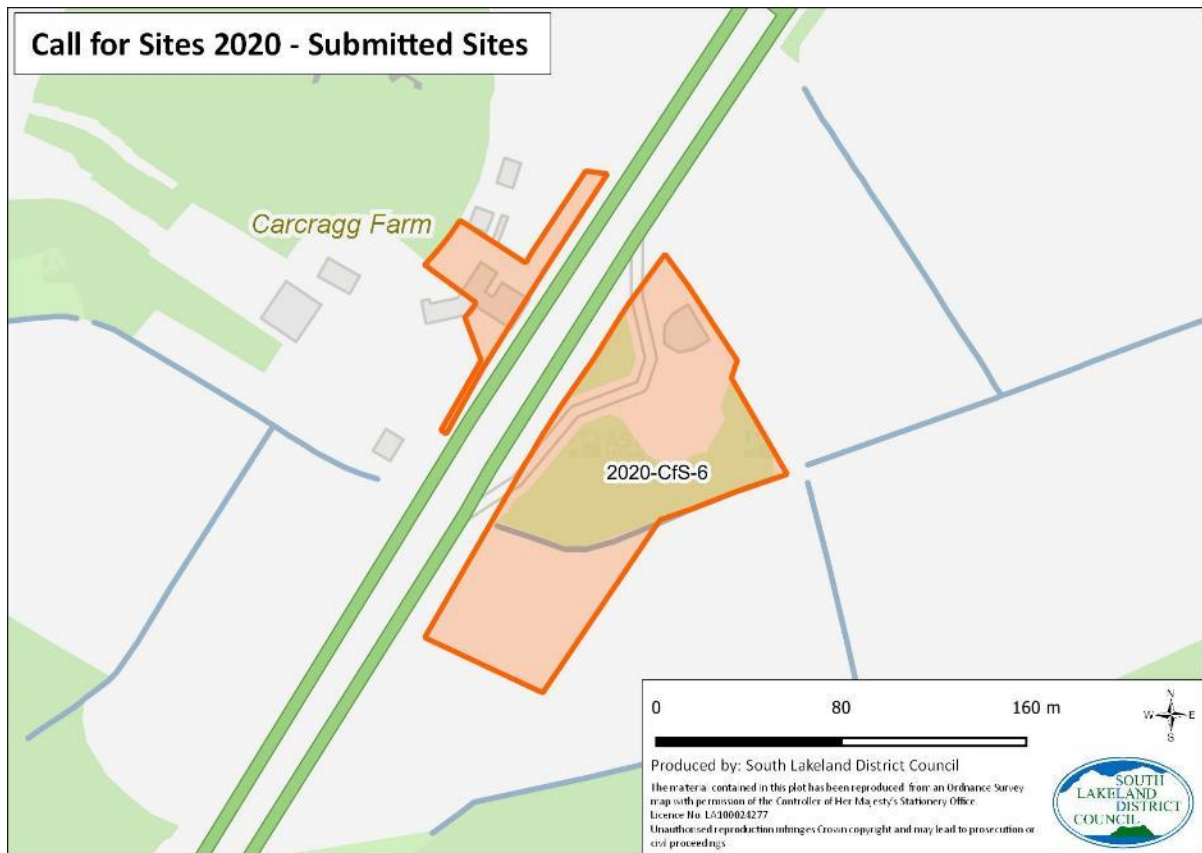 Call for Sites 2020 - Submitted Sites
Carcragg Farm
2020-CfS-6
0 80 160 m
N
W E
S
Produced by: South Lakeland District Council
The material contained in this plot has been reproduced from an Ordnance Survey
map with permission of the Controller of Her Majesty's Stationery Office.
Licence No. LA100024277
Unauthorised reproduction infringes Crown copyright and may lead to prosecution or
civil proceedings
SOUTH
LAKELAND
DISTRICT
COUNCIL